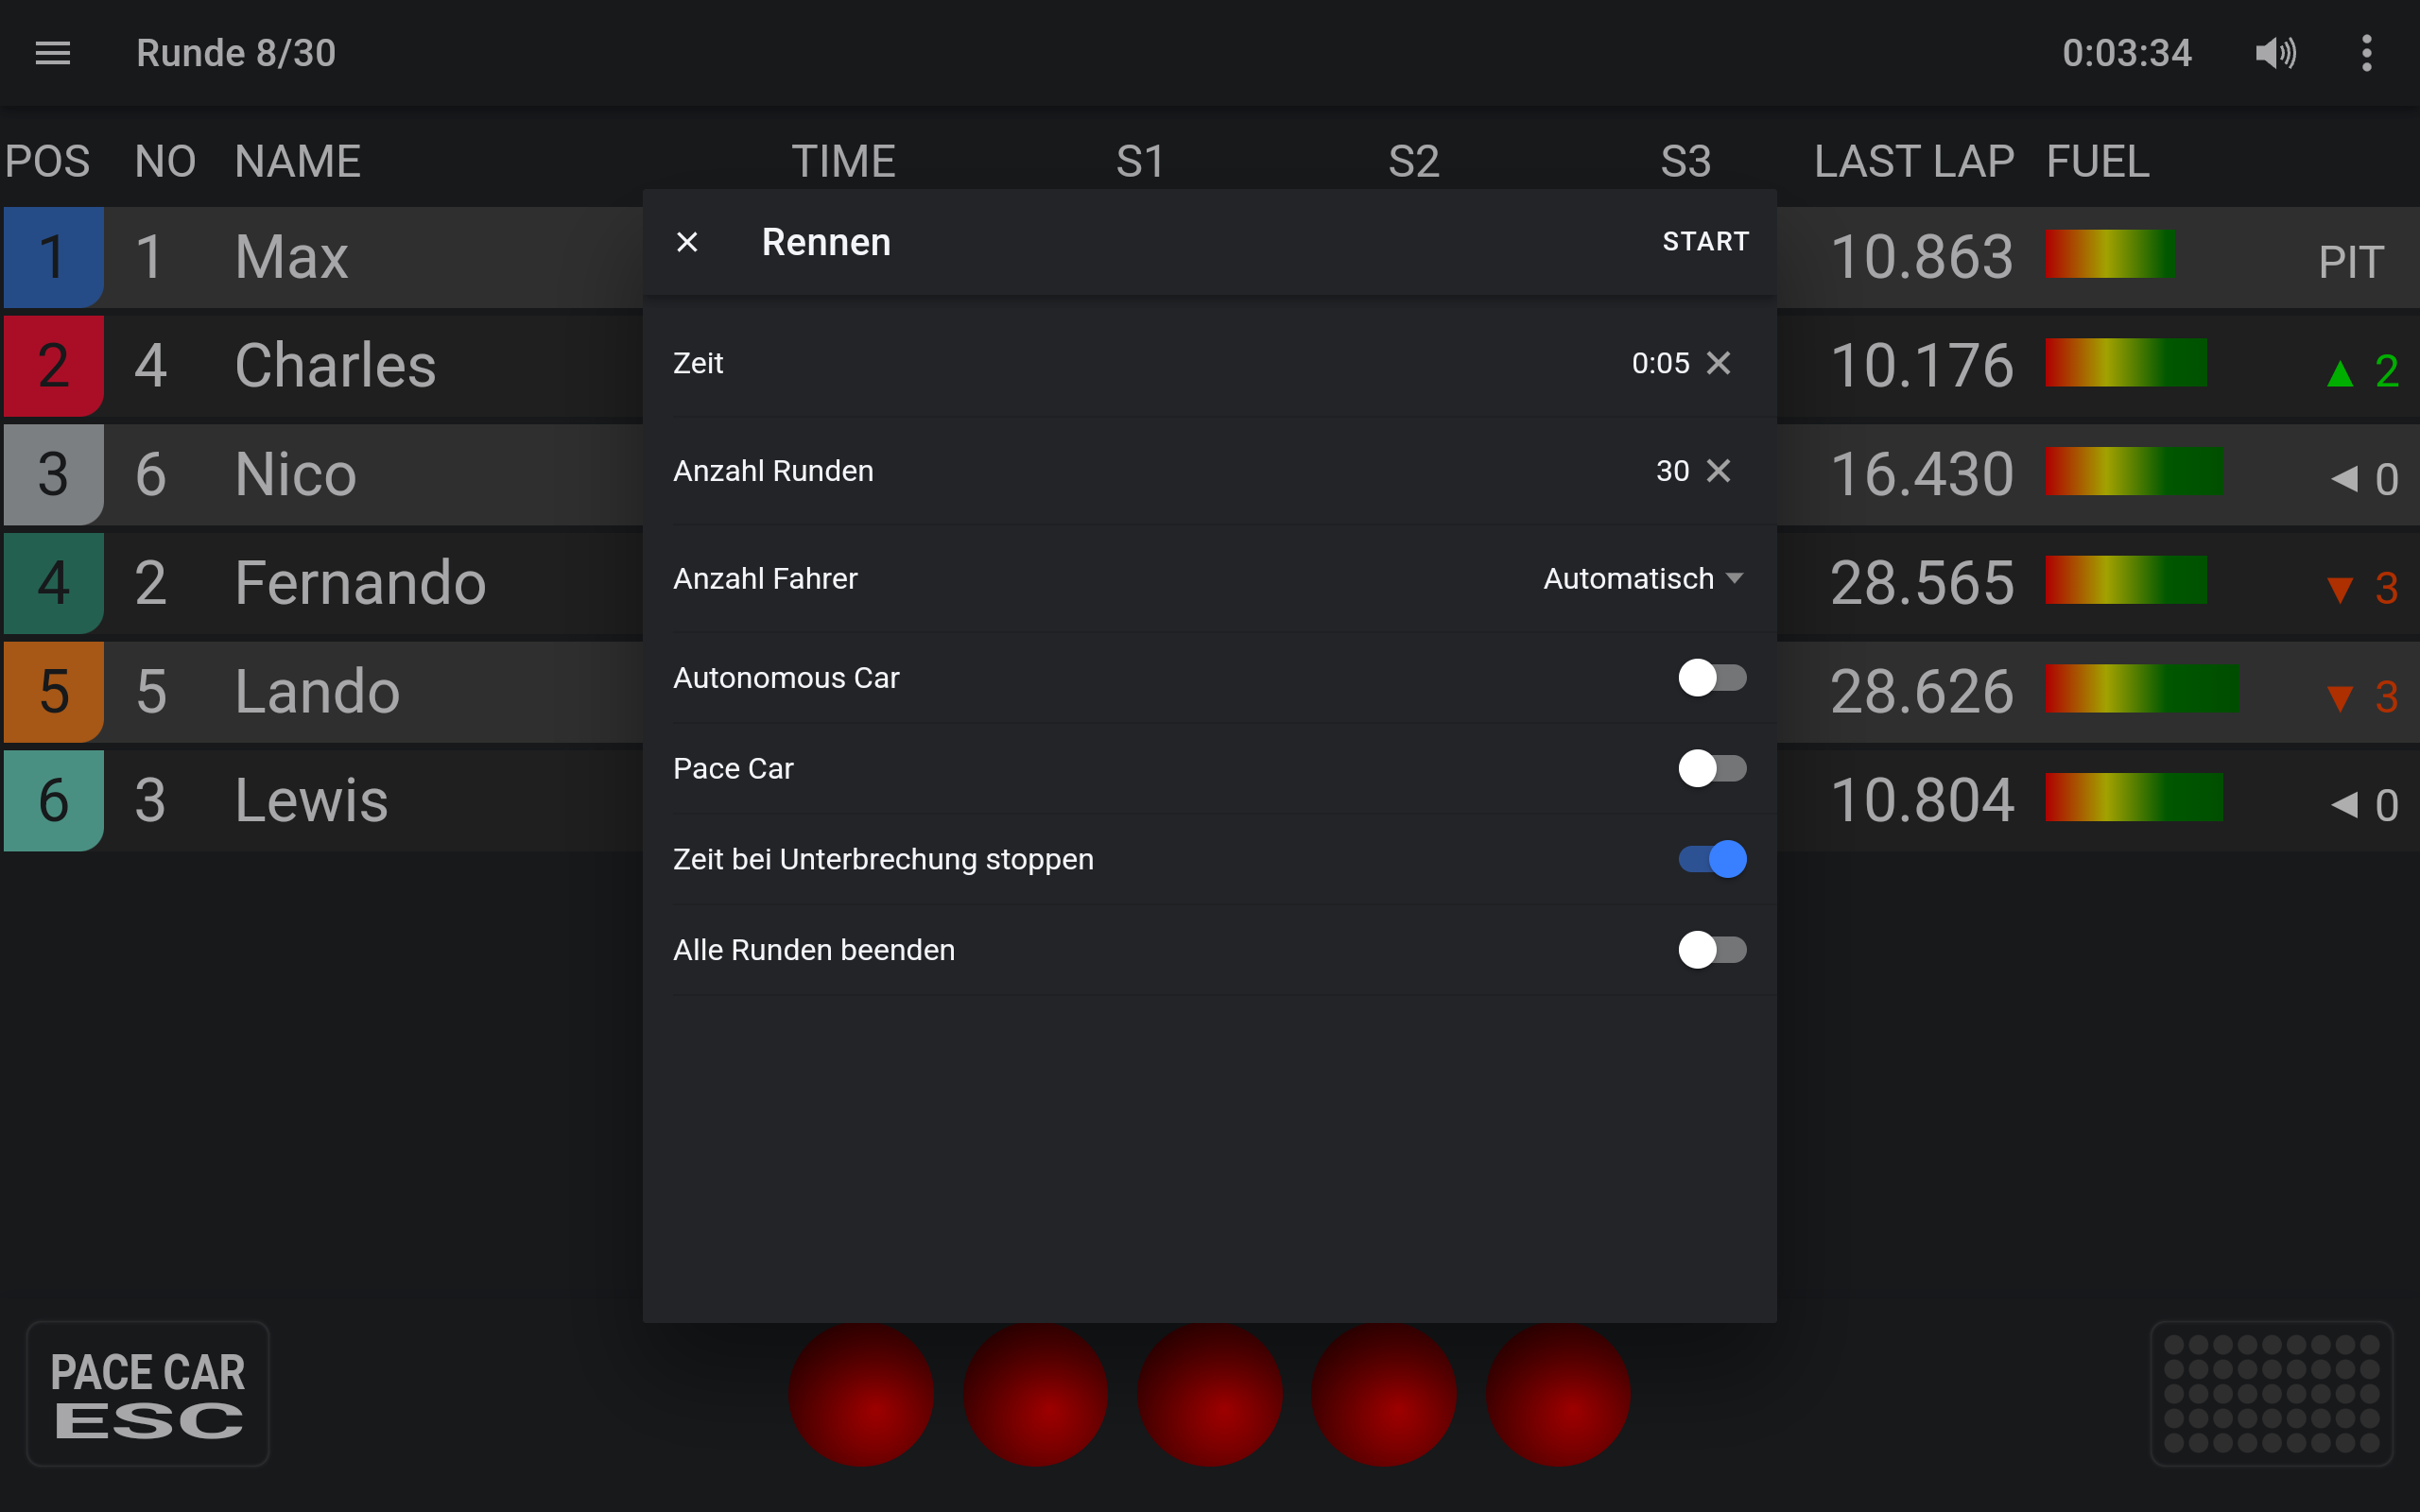 Runde 8/30 0:03:34
POS NO NAME TIME S1 S2 S3 LAST LAP FUEL
1 1 Max 10.863 PIT
2 4 Charles 10.176 ▲ 2
3 6 Nico 16.430 ◀ 0
4 2 Fernando 28.565 ▼ 3
5 5 Lando 28.626 ▼ 3
6 3 Lewis 10.804 ◀ 0
Rennen START
Zeit 0:05
Anzahl Runden 30
Anzahl Fahrer Automatisch
Autonomous Car
Pace Car
Zeit bei Unterbrechung stoppen
Alle Runden beenden
PACE CAR
ESC